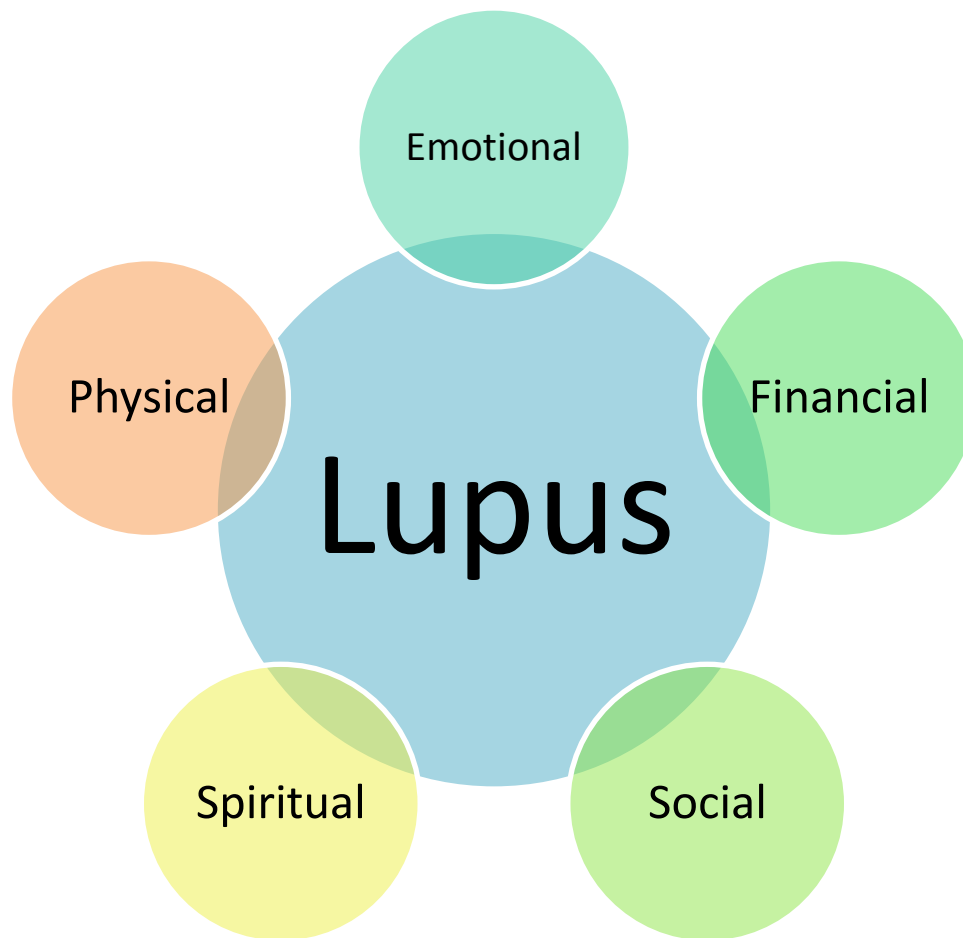 Emotional
Physical
Financial
Lupus
Spiritual
Social